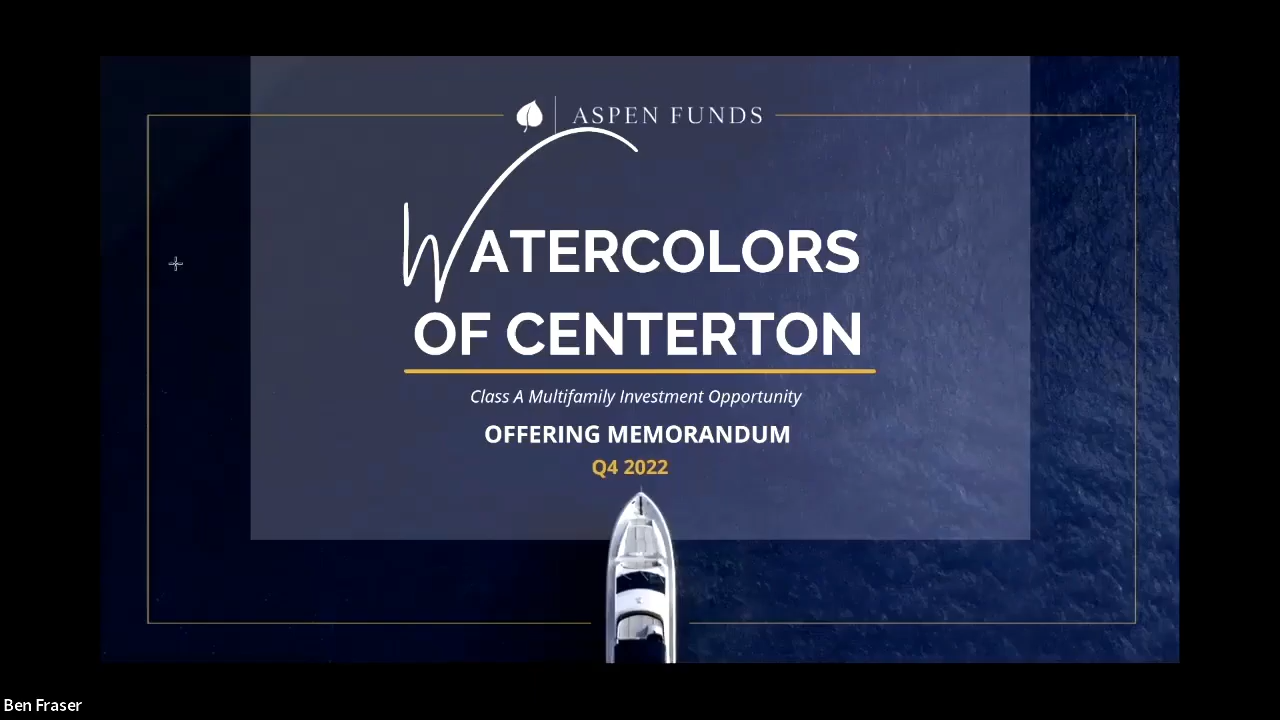 ASPEN FUNDS
WATERCOLORS
OF CENTERTON
Class A Multifamily Investment Opportunity
OFFERING MEMORANDUM
Q4 2022
Ben Fraser